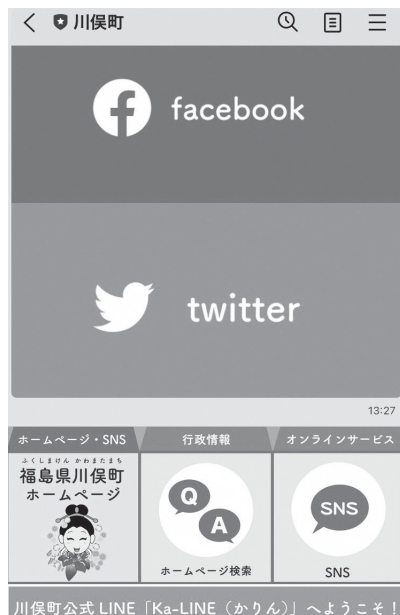 川俣町
facebook
twitter
13:27
ホームページ・SNS
行政情報
オンラインサービス
ふくしまけん かわまたまち
福島県川俣町
ホームページ
Q
A
ホームページ検索
SNS
SNS
川俣町公式 LINE「Ka-LINE（かりん）」へようこそ！